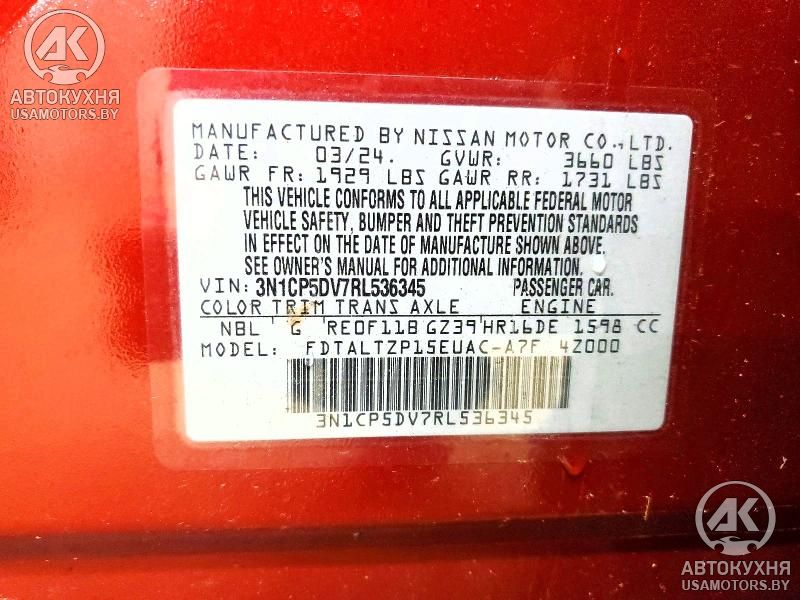 AK
АВТОКУХНЯ
USAMOTORS.BY
MANUFACTURED BY NISSAN MOTOR CO.,LTD.
DATE: 03/24. GVWR: 3660 LBS
GAWR FR: 1929 LBS GAWR RR: 1731 LBS
THIS VEHICLE CONFORMS TO ALL APPLICABLE FEDERAL MOTOR
VEHICLE SAFETY, BUMPER AND THEFT PREVENTION STANDARDS
IN EFFECT ON THE DATE OF MANUFACTURE SHOWN ABOVE.
SEE OWNER'S MANUAL FOR ADDITIONAL INFORMATION.
VIN: 3N1CP5DV7RL536345 PASSENGER CAR.
COLOR TRIM TRANS AXLE ENGINE
NBL G RE0F11B GZ39 HR16DE 1598 CC
MODEL: FDTALTZP15EUAC-A7F 4Z000
3N1CP5DV7RL536345
AK
АВТОКУХНЯ
USAMOTORS.BY